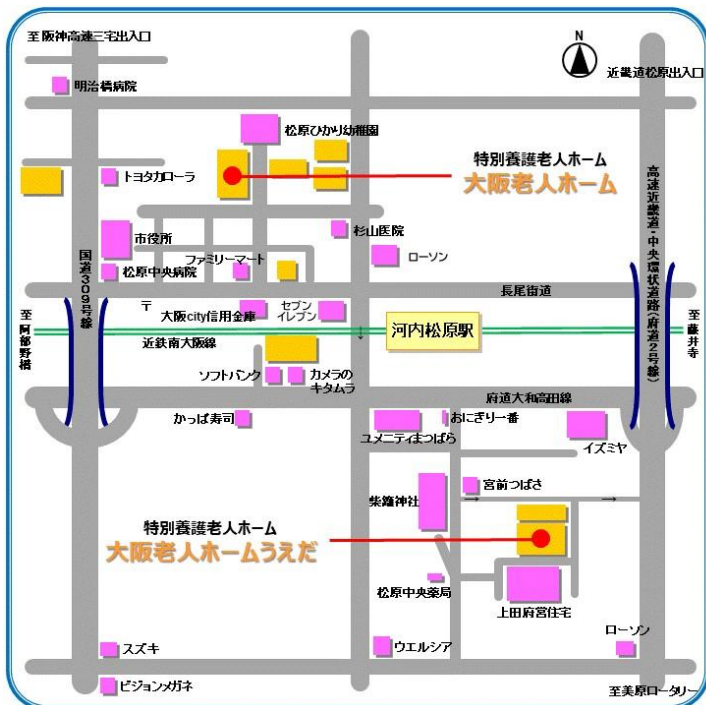 至 阪神高速三宅出入口
N
近畿道松原出入口
明治橋病院
松原ひかり幼稚園
特別養護老人ホーム
大阪老人ホーム
トヨタカローラ
高速近畿道・中央環状道路(府道2号線)
杉山医院
市役所
ファミリーマート
ローソン
国道309号線
松原中央病院
長尾街道
〒
大阪city信用金庫
セブン
イレブン
至阿部野橋
河内松原駅
至藤井寺
近鉄南大阪線
ソフトバンク
カメラの
キタムラ
府道大和高田線
かっぱ寿司
おにぎり一番
ユメニティまつばら
イズミヤ
柴籬神社
宮前つばさ
特別養護老人ホーム
大阪老人ホームうえだ
松原中央薬局
上田府営住宅
ローソン
スズキ
ウエルシア
ビジョンメガネ
至美原ロータリー